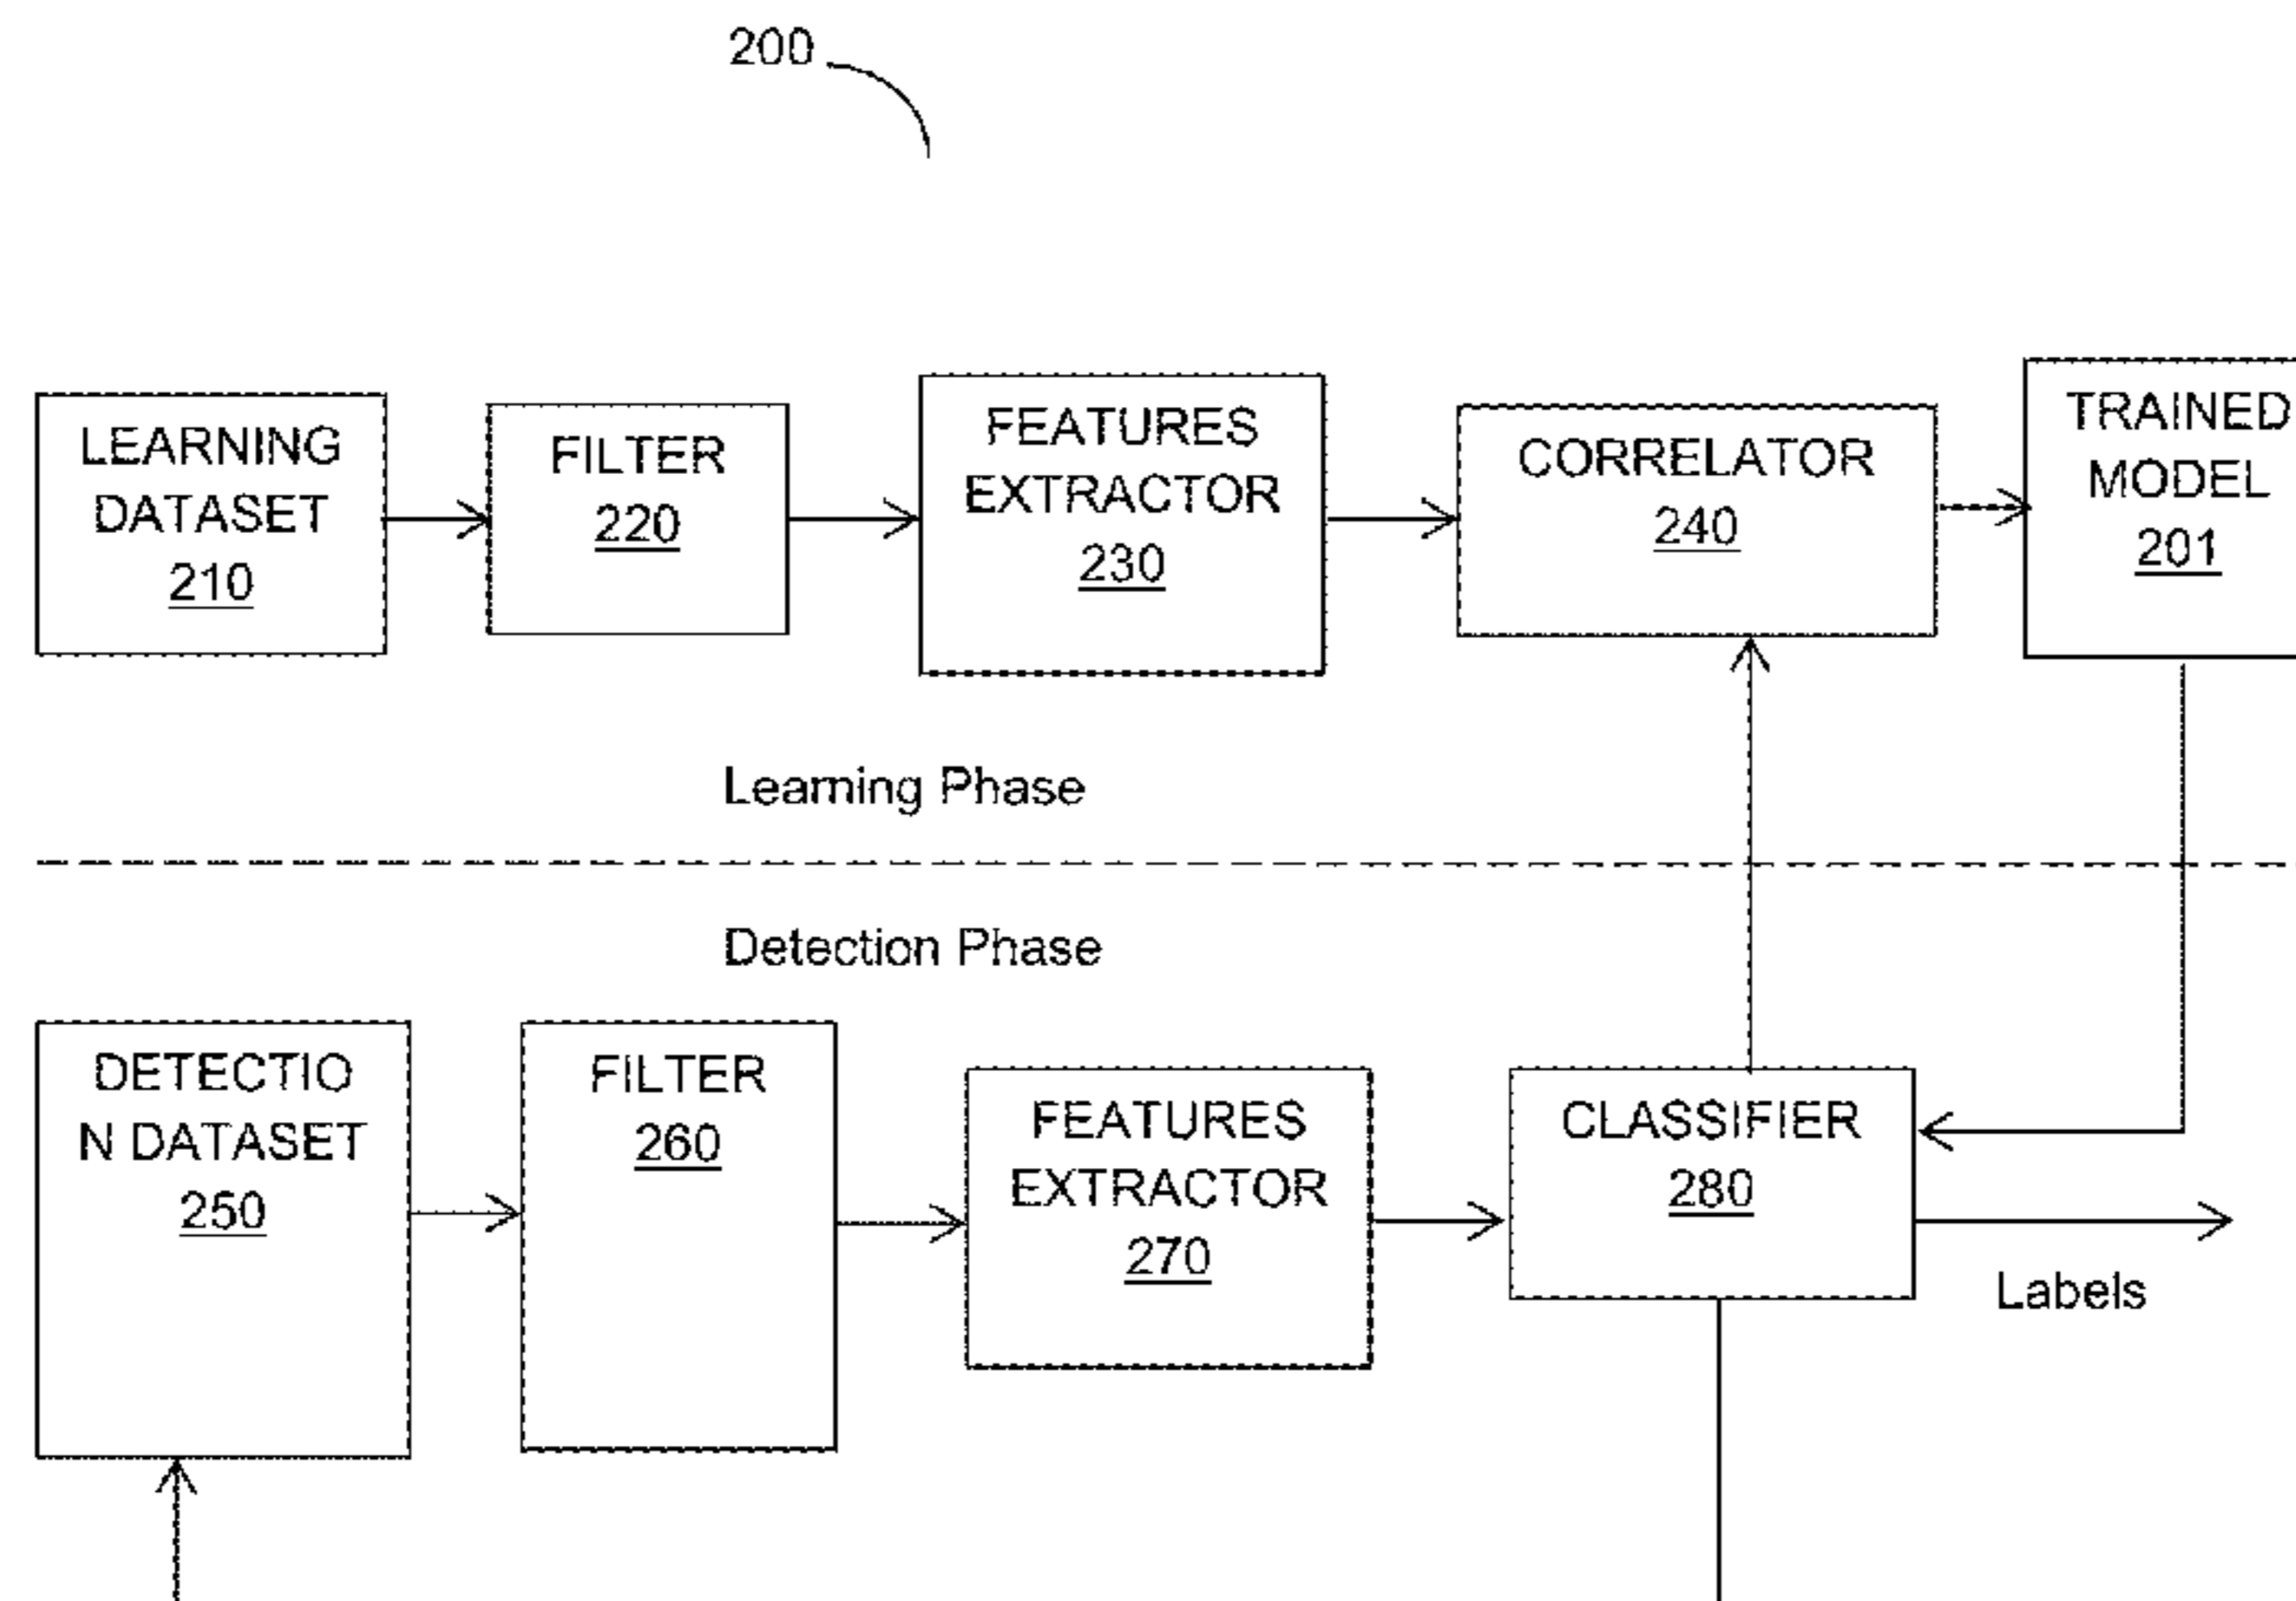 200
LEARNING
DATASET
210
FILTER
220
FEATURES
EXTRACTOR
230
CORRELATOR
240
TRAINED
MODEL
201
Learning Phase
Detection Phase
DETECTIO
N DATASET
250
FILTER
260
FEATURES
EXTRACTOR
270
CLASSIFIER
280
Labels